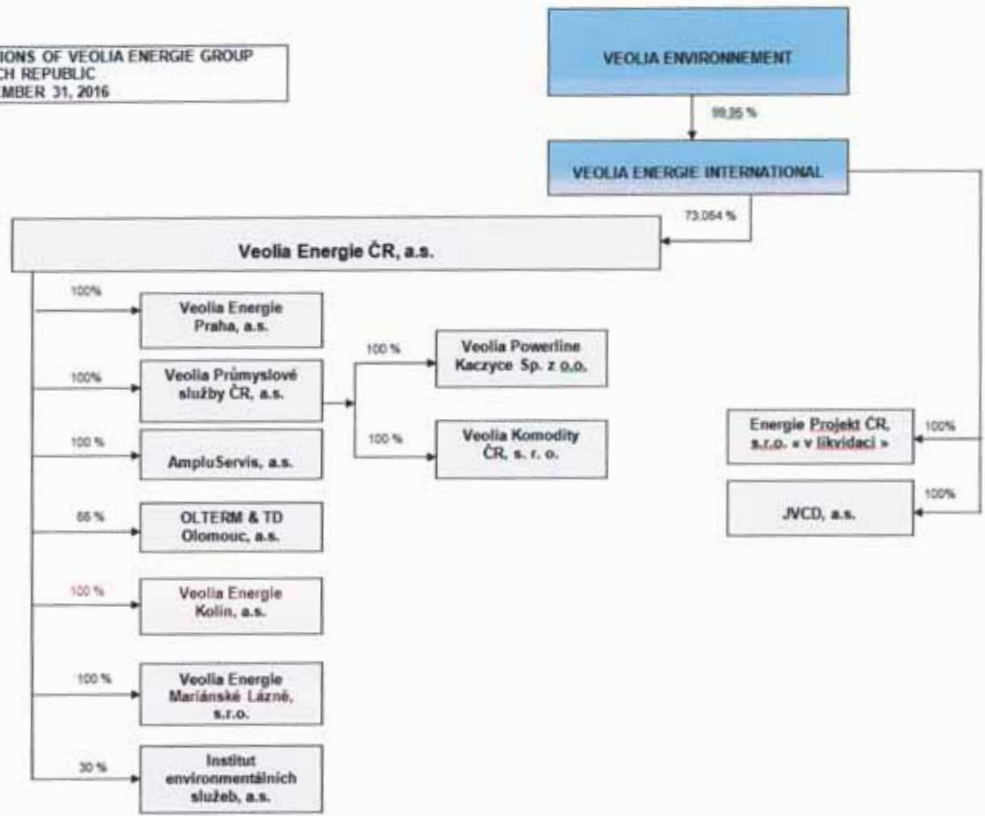 IONS OF VEOLIA ENERGIE GROUP
CH REPUBLIC
EMBER 31, 2016
VEOLIA ENVIRONNEMENT
99,95 %
VEOLIA ENERGIE INTERNATIONAL
73.054 %
Veolia Energie ČR, a.s.
100%
Veolia Energie
Praha, a.s.
100%
Veolia Průmyslové
služby ČR, a.s.
100 %
Veolia Powerline
Kaczyce Sp. z o.o.
100 %
Veolia Komodity
ČR, s. r. o.
100 %
AmpluServis, a.s.
66 %
OLTERM & TD
Olomouc, a.s.
100 %
Veolia Energie
Kolín, a.s.
100 %
Veolia Energie
Mariánské Lázně,
s.r.o.
30 %
Institut
environmentálních
služeb, a.s.
Energie Projekt ČR,
s.r.o. « v likvidaci »
100%
JVCD, a.s.
100%